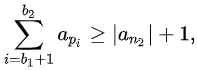 \sum_{i=b_1+1}^{b_2} a_{p_i} \geq |a_{n_2}| + 1,